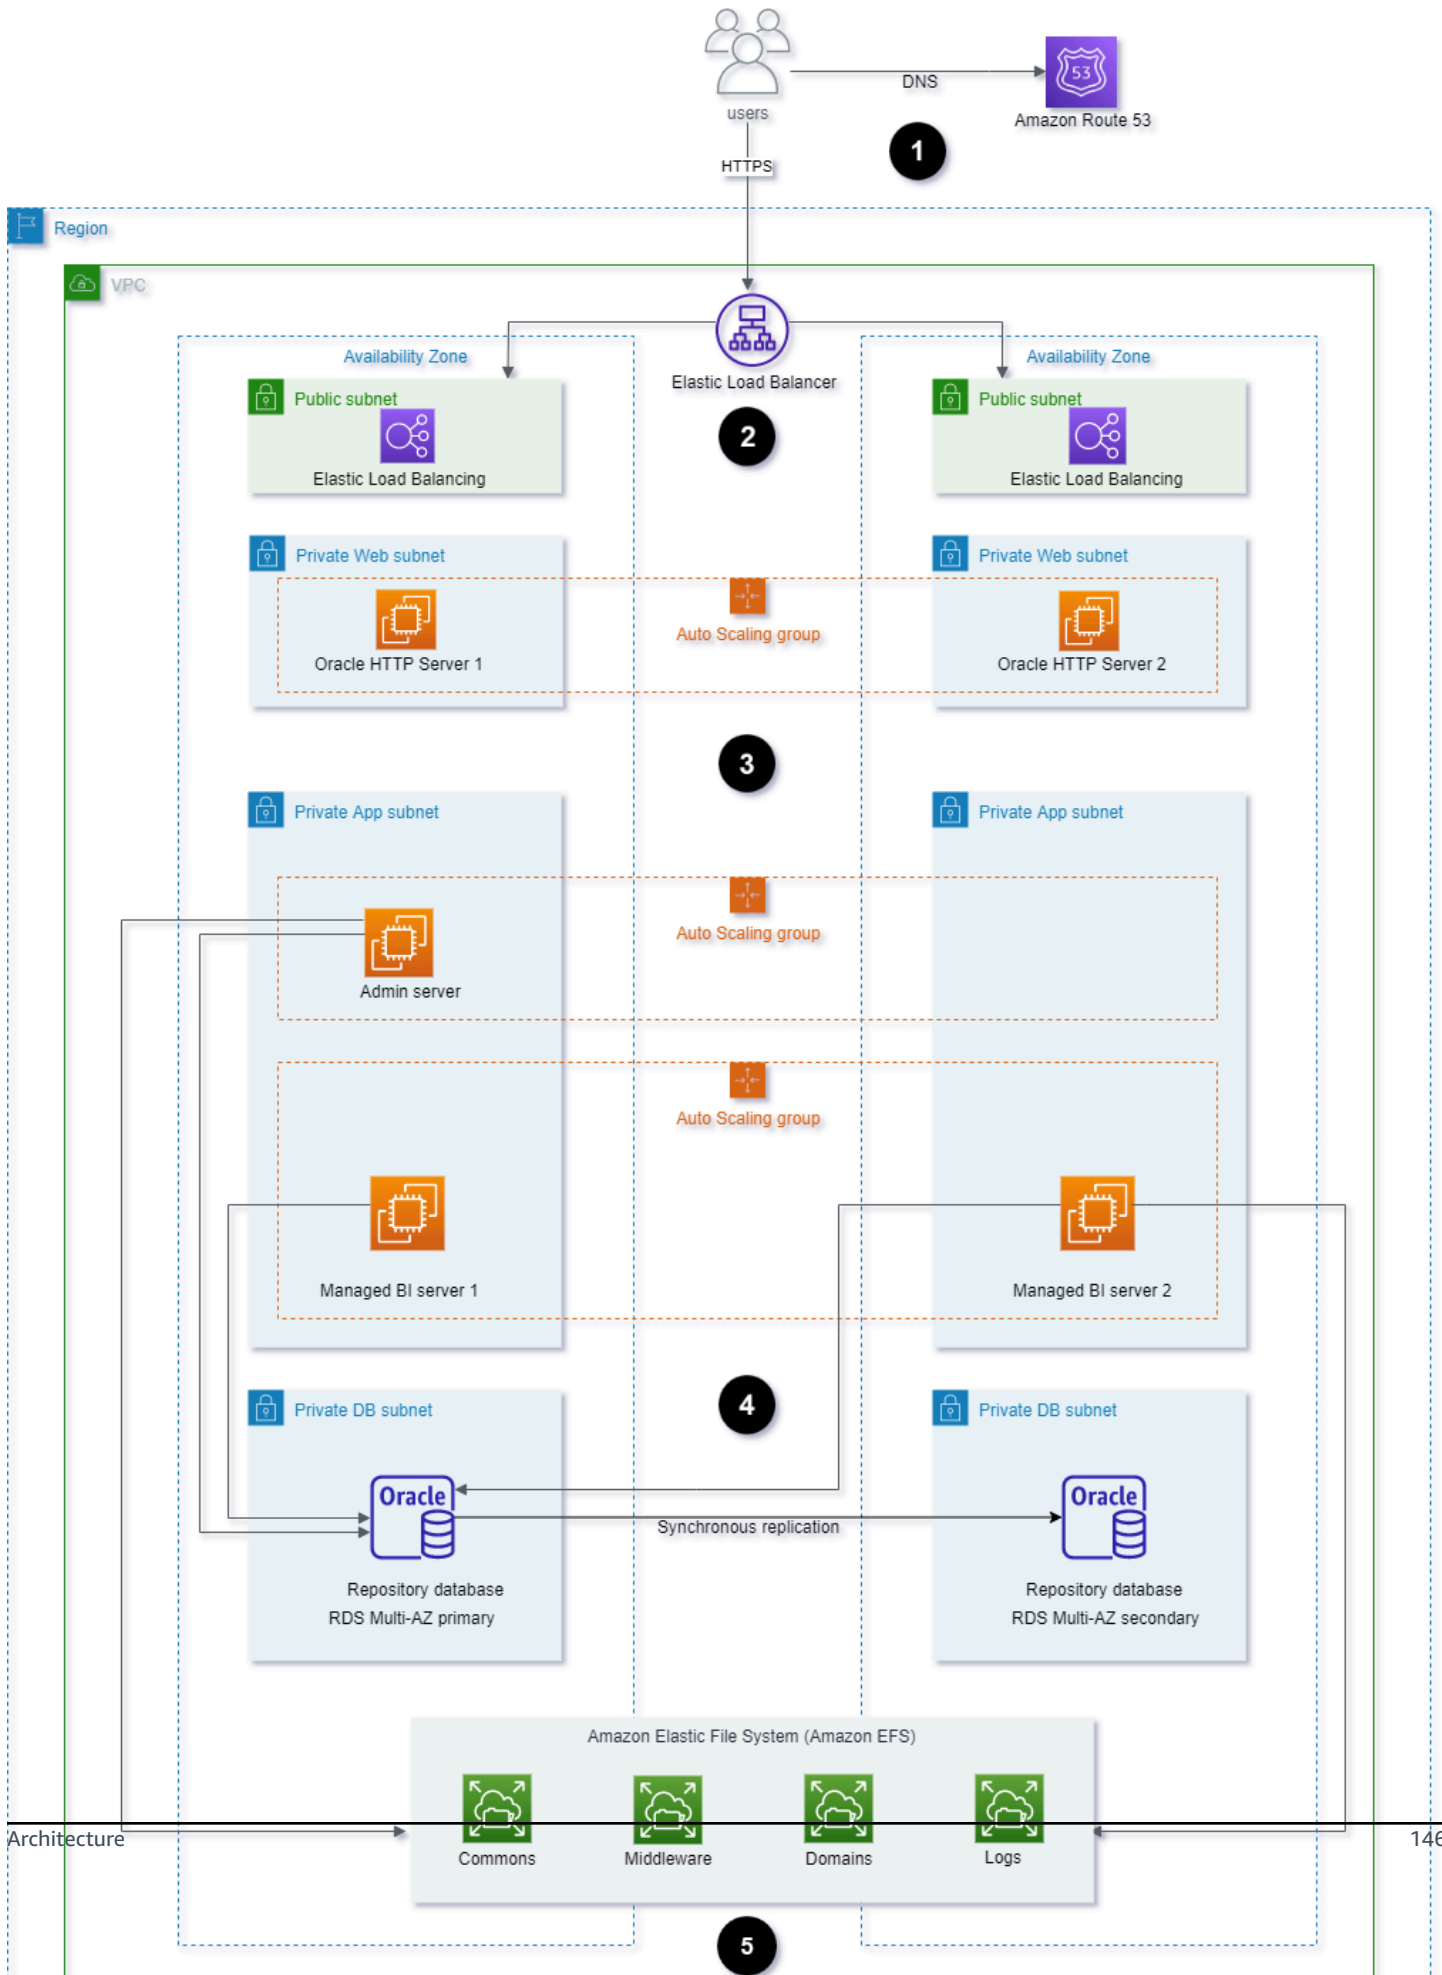 users
DNS
53
Amazon Route 53
1
HTTPS
Region
VPC
Elastic Load Balancer
2
Availability Zone
Availability Zone
Public subnet
Elastic Load Balancing
Public subnet
Elastic Load Balancing
Private Web subnet
Oracle HTTP Server 1
Auto Scaling group
Private Web subnet
Oracle HTTP Server 2
3
Private App subnet
Private App subnet
Admin server
Auto Scaling group
Auto Scaling group
Managed BI server 1
Managed BI server 2
4
Private DB subnet
Private DB subnet
Oracle
Synchronous replication
Oracle
Repository database
RDS Multi-AZ primary
Repository database
RDS Multi-AZ secondary
Amazon Elastic File System (Amazon EFS)
Commons
Middleware
Domains
Logs
Architecture
146
5